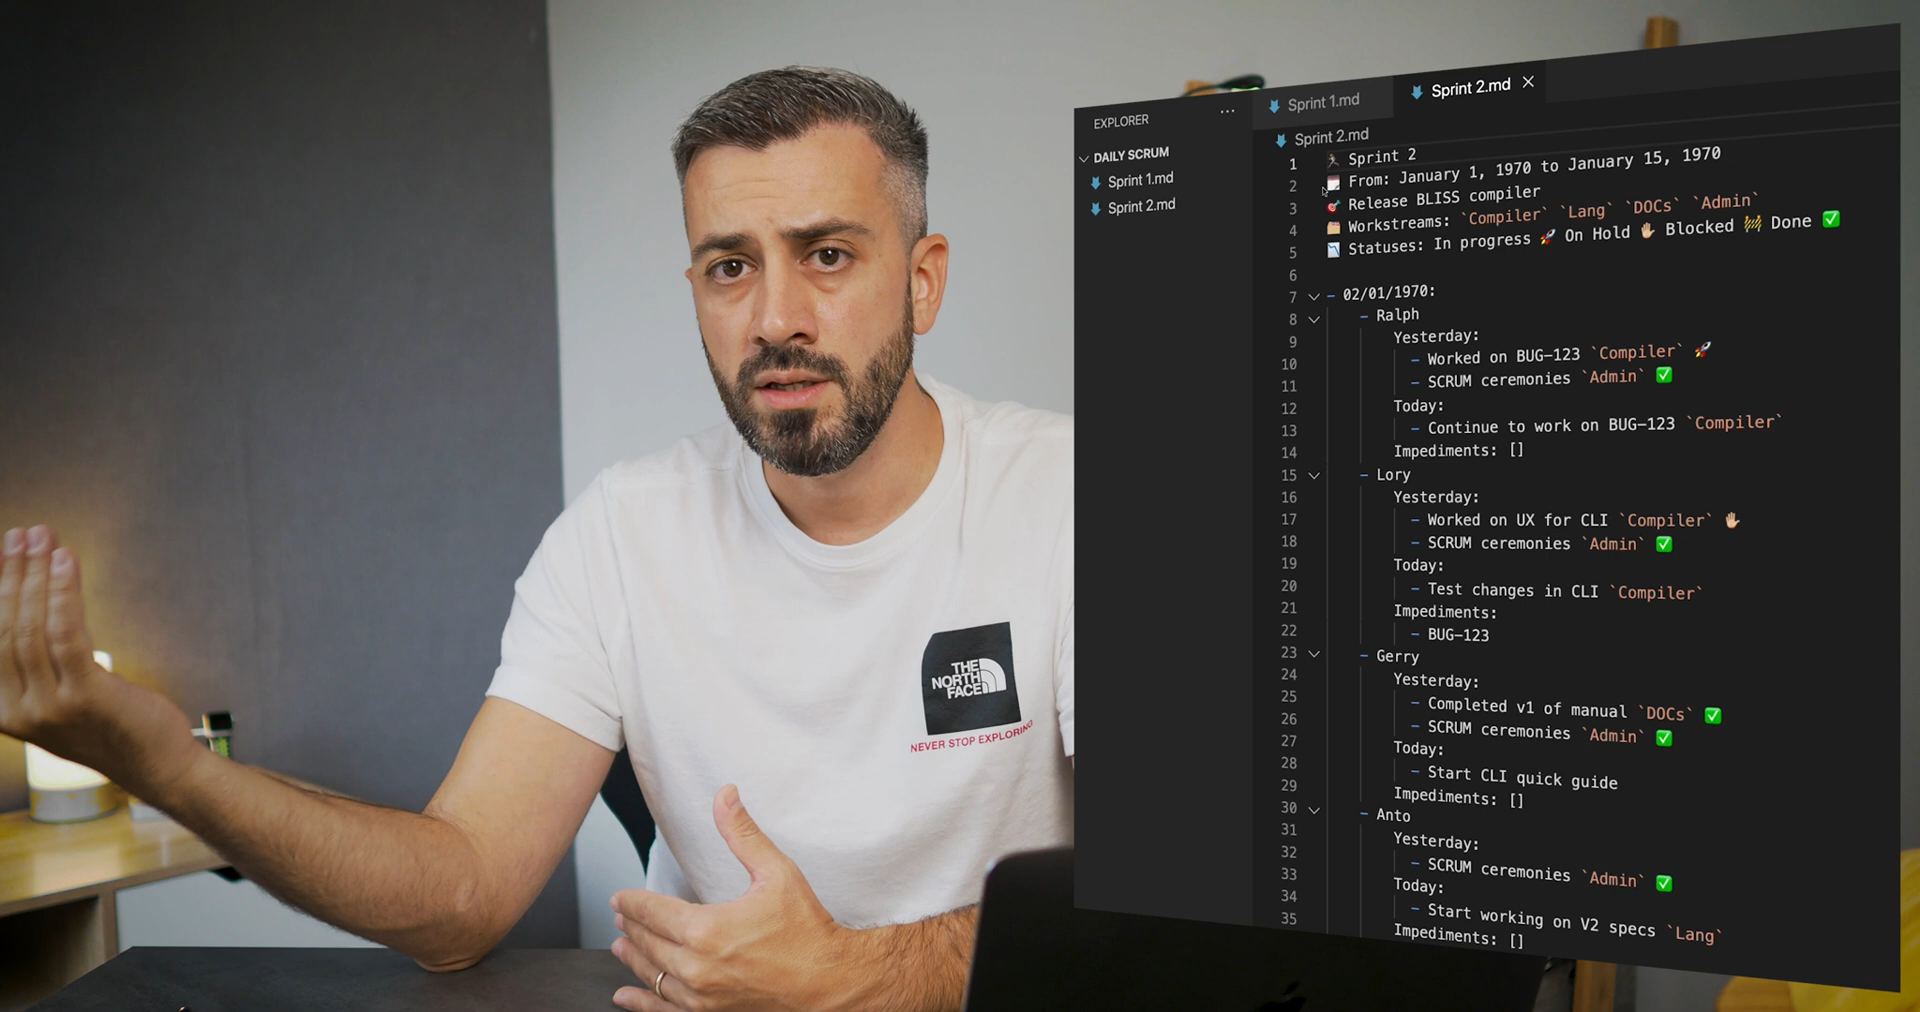 EXPLORER
...
DAILY SCRUM
Sprint 1.md
Sprint 2.md
Sprint 1.md
Sprint 2.md ×
Sprint 2.md
1 🏃 Sprint 2
2 📅 From: January 1, 1970 to January 15, 1970
3 🎯 Release BLISS compiler
4 🗂️ Workstreams: `Compiler` `Lang` `DOCs` `Admin`
5 📉 Statuses: In progress 🚀 On Hold ✋🏼 Blocked 🚧 Done ✅
6
7 - 02/01/1970:
8 - Ralph
9 Yesterday:
10 - Worked on BUG-123 `Compiler` 🚀
11 - SCRUM ceremonies `Admin` ✅
12 Today:
13 - Continue to work on BUG-123 `Compiler`
14 Impediments: []
15 - Lory
16 Yesterday:
17 - Worked on UX for CLI `Compiler` ✋🏼
18 - SCRUM ceremonies `Admin` ✅
19 Today:
20 - Test changes in CLI `Compiler`
21 Impediments:
22 - BUG-123
23 - Gerry
24 Yesterday:
25 - Completed v1 of manual `DOCs` ✅
26 - SCRUM ceremonies `Admin` ✅
27 Today:
28 - Start CLI quick guide
29 Impediments: []
30 - Anto
31 Yesterday:
32 - SCRUM ceremonies `Admin` ✅
33 Today:
34 - Start working on V2 specs `Lang`
35 Impediments: []
THE
NORTH
FACE
NEVER STOP EXPLORING